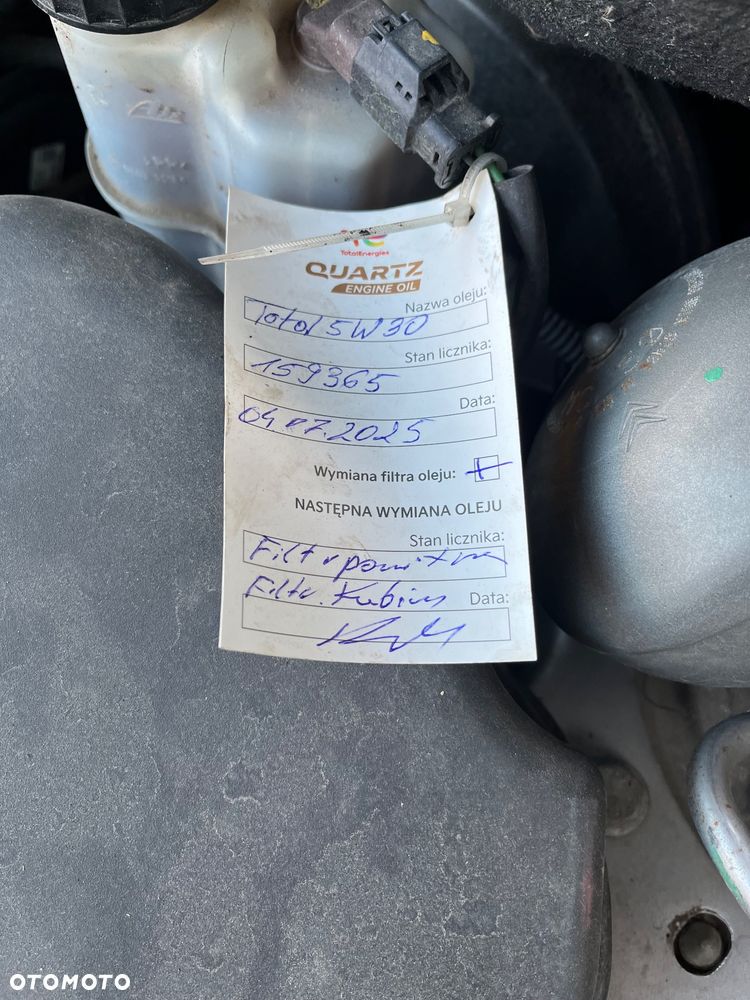 TotalEnergies
QUARTZ
ENGINE OIL
Nazwa oleju:
Total 5W30
Stan licznika:
159365
Data:
04.07.2025
Wymiana filtra oleju: +
NASTĘPNA WYMIANA OLEJU
Stan licznika:
Filtr
Filtr. Kabiny
Data:
OTOMOTO